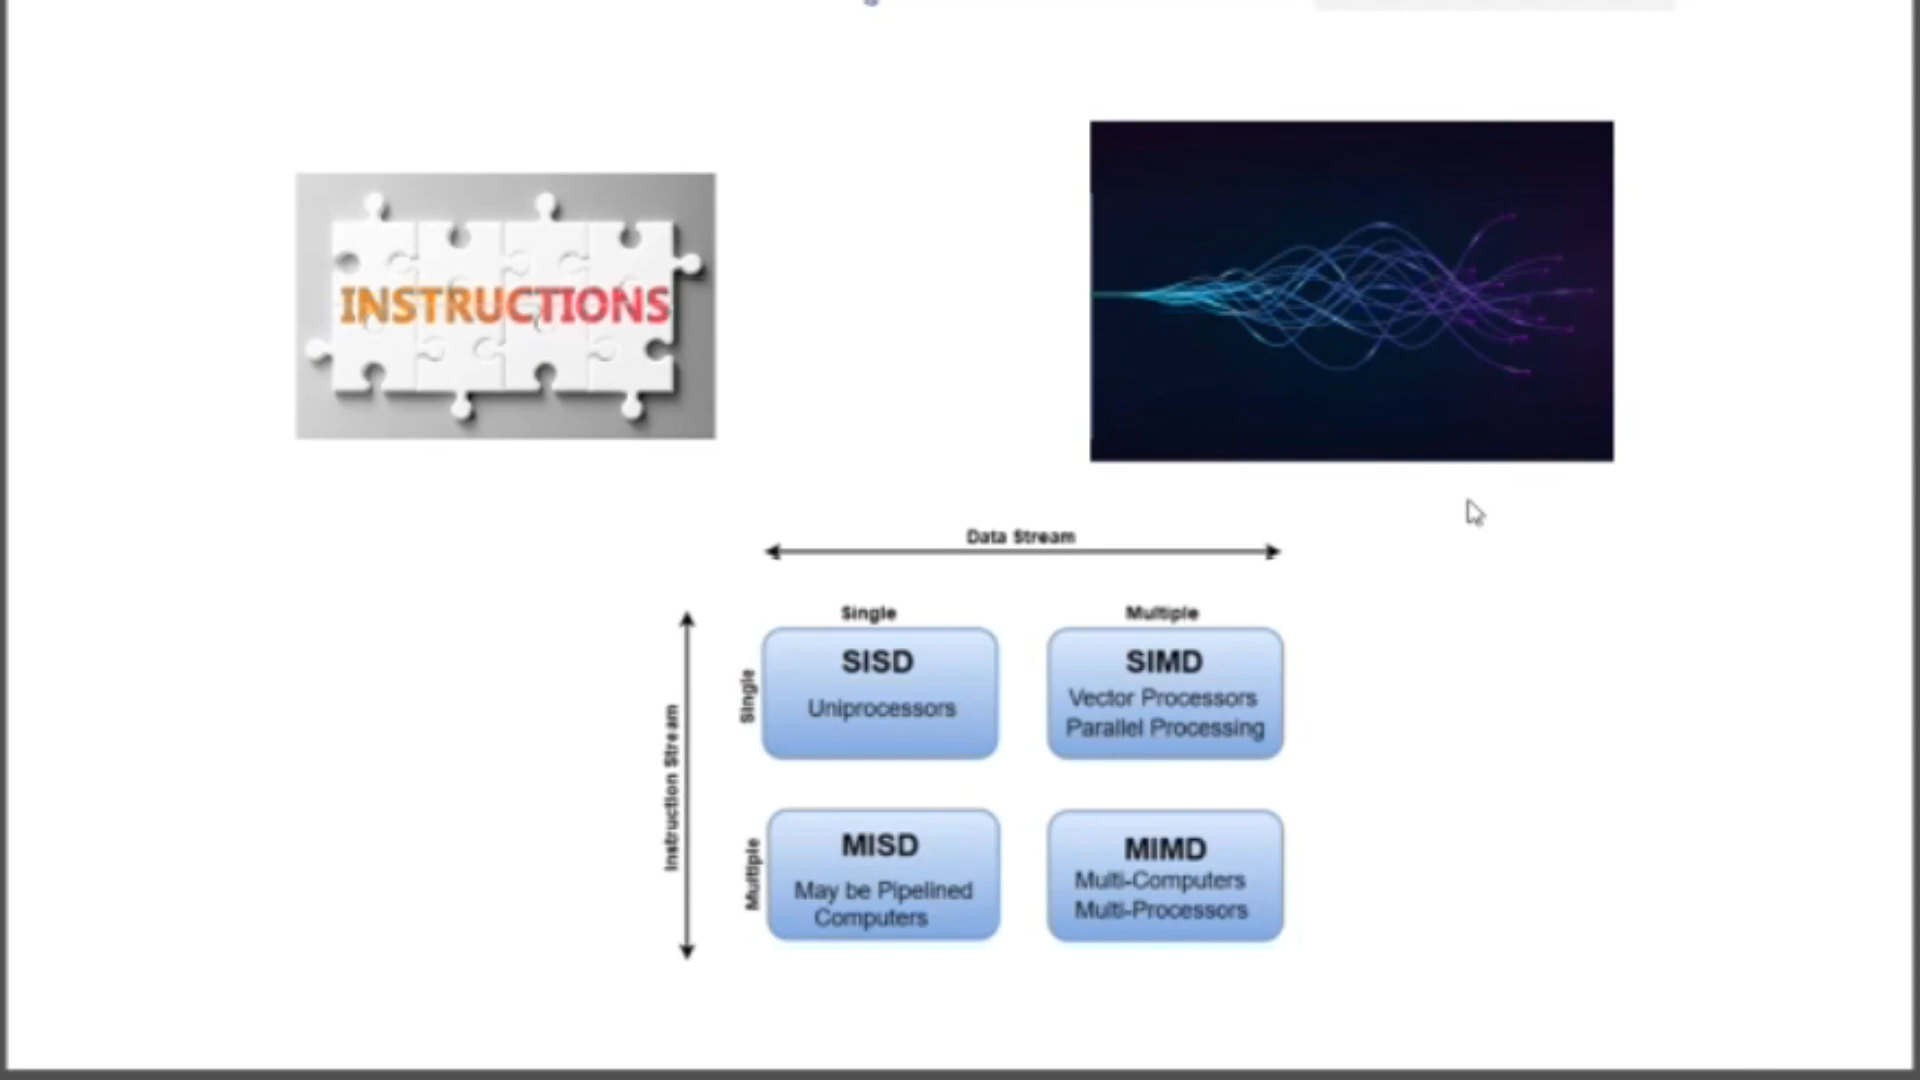 INSTRUCTIONS
Data Stream
Single
Multiple
Instruction Stream
Single
SISD
Uniprocessors
SIMD
Vector Processors
Parallel Processing
Multiple
MISD
May be Pipelined
Computers
MIMD
Multi-Computers
Multi-Processors